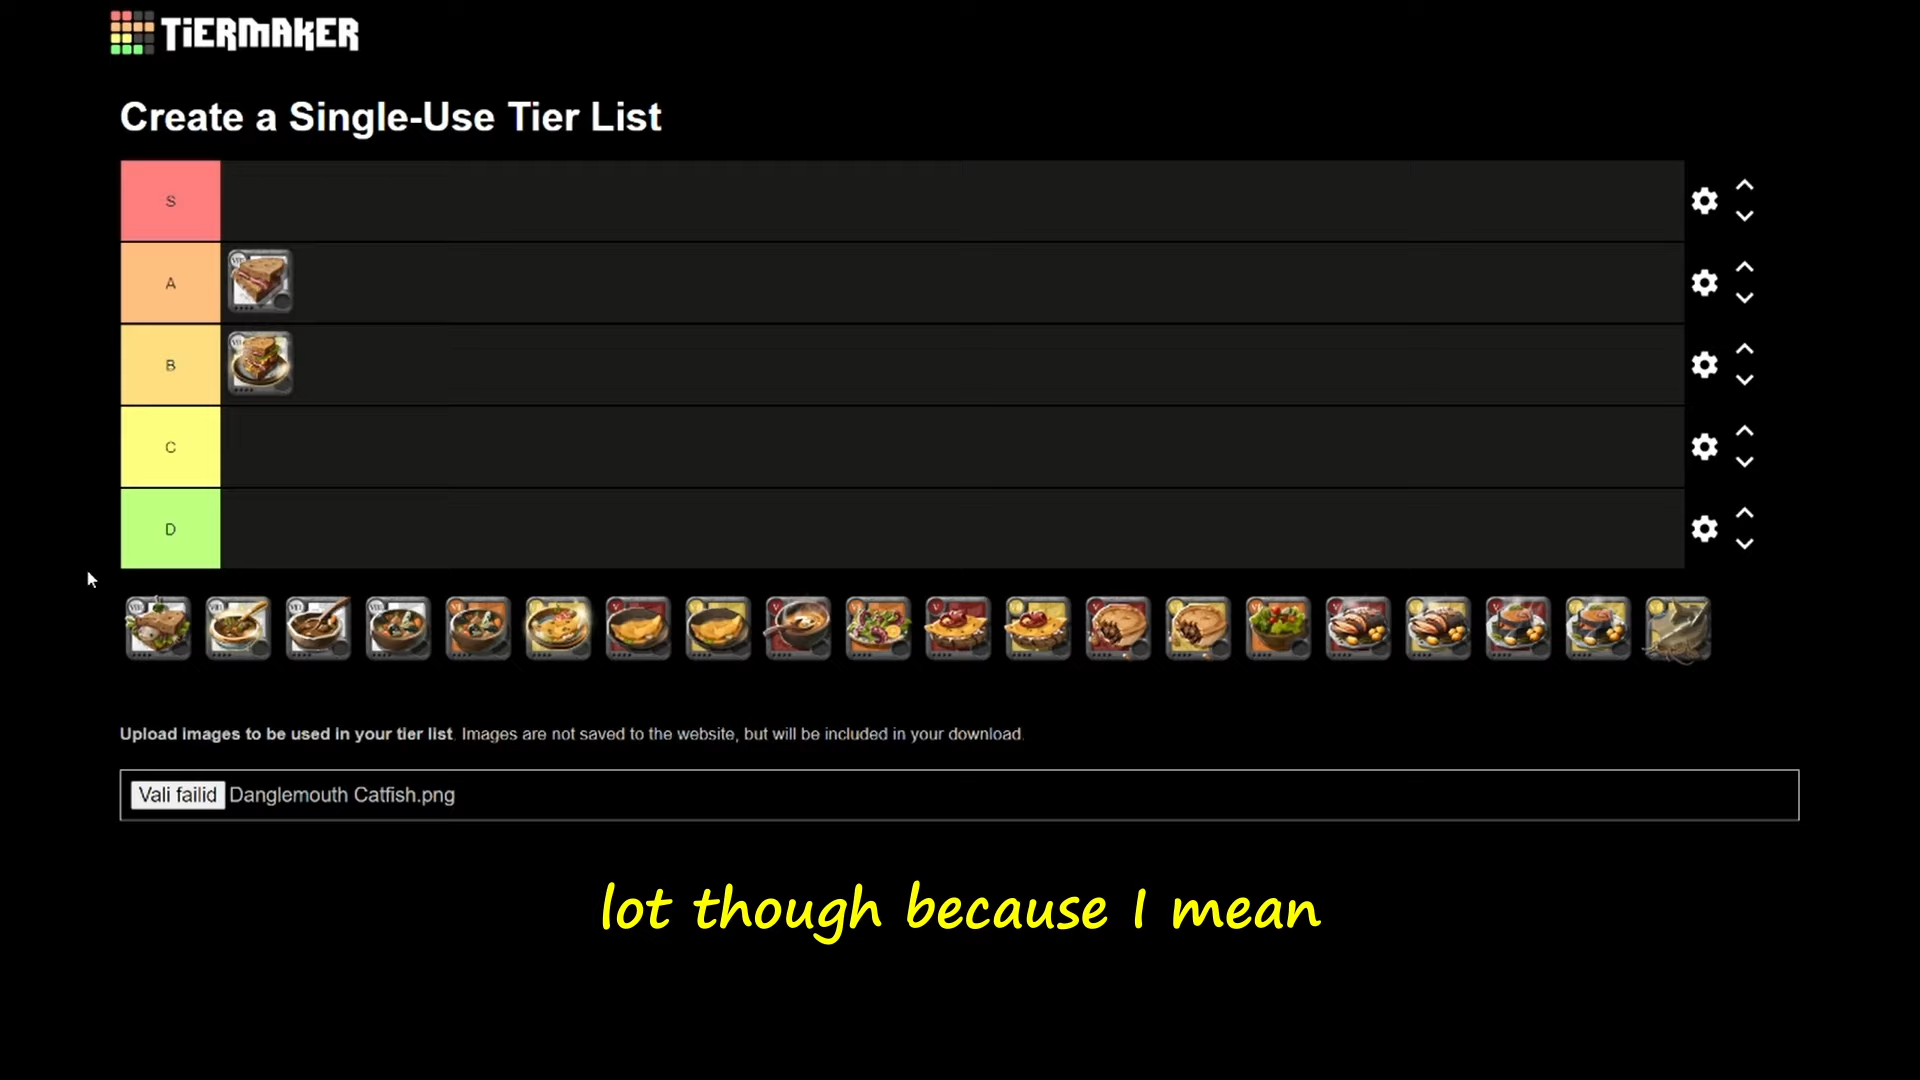 TiERMAKER
Create a Single-Use Tier List
S
A
B
C
D
Upload images to be used in your tier list. Images are not saved to the website, but will be included in your download.
Vali failid Danglemouth Catfish.png
lot though because I mean